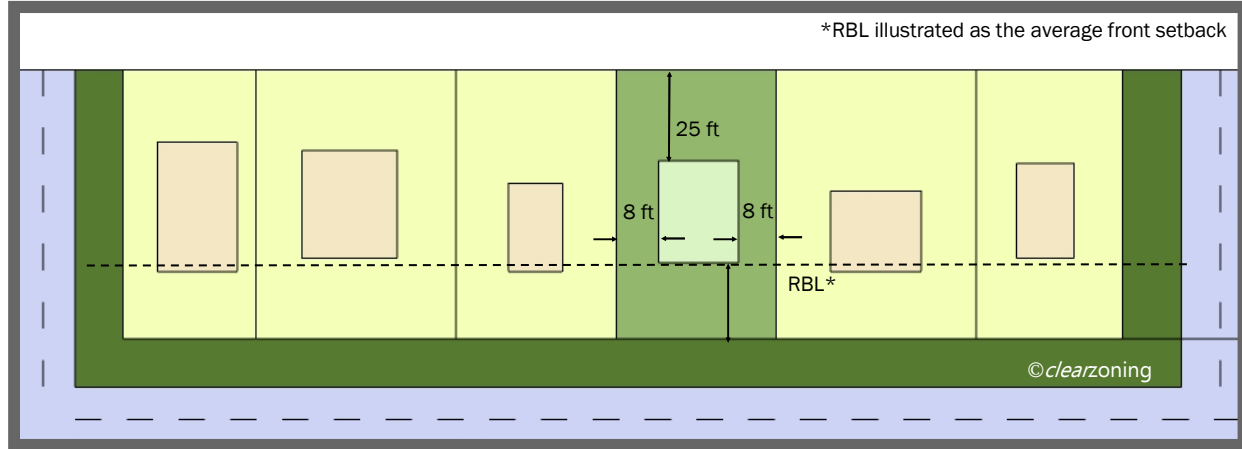 *RBL illustrated as the average front setback
25 ft
8 ft
8 ft
RBL*
©clearzoning